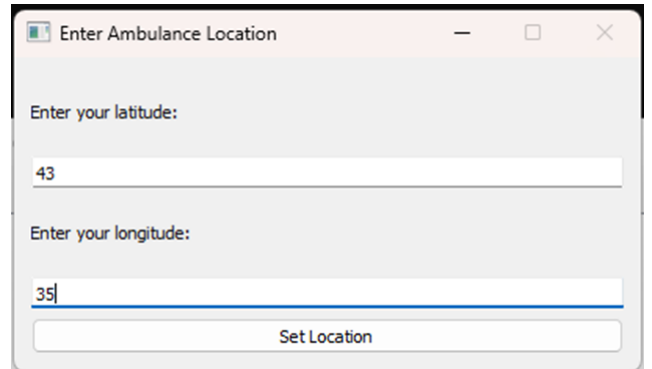 Enter Ambulance Location
Enter your latitude:
43
Enter your longitude:
35
Set Location